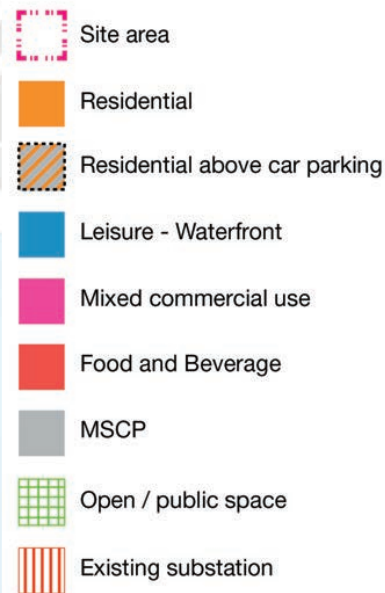 Site area
Residential
Residential above car parking
Leisure - Waterfront
Mixed commercial use
Food and Beverage
MSCP
Open / public space
Existing substation